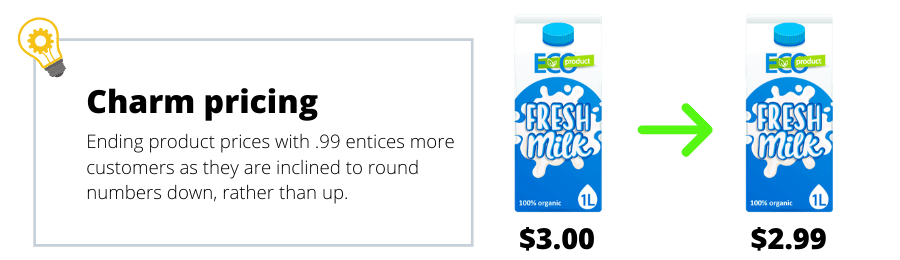 Charm pricing
Ending product prices with .99 entices more
customers as they are inclined to round
numbers down, rather than up.
ECO product
FRESH
Milk
100% organic
1L
$3.00
ECO product
FRESH
Milk
100% organic
1L
$2.99